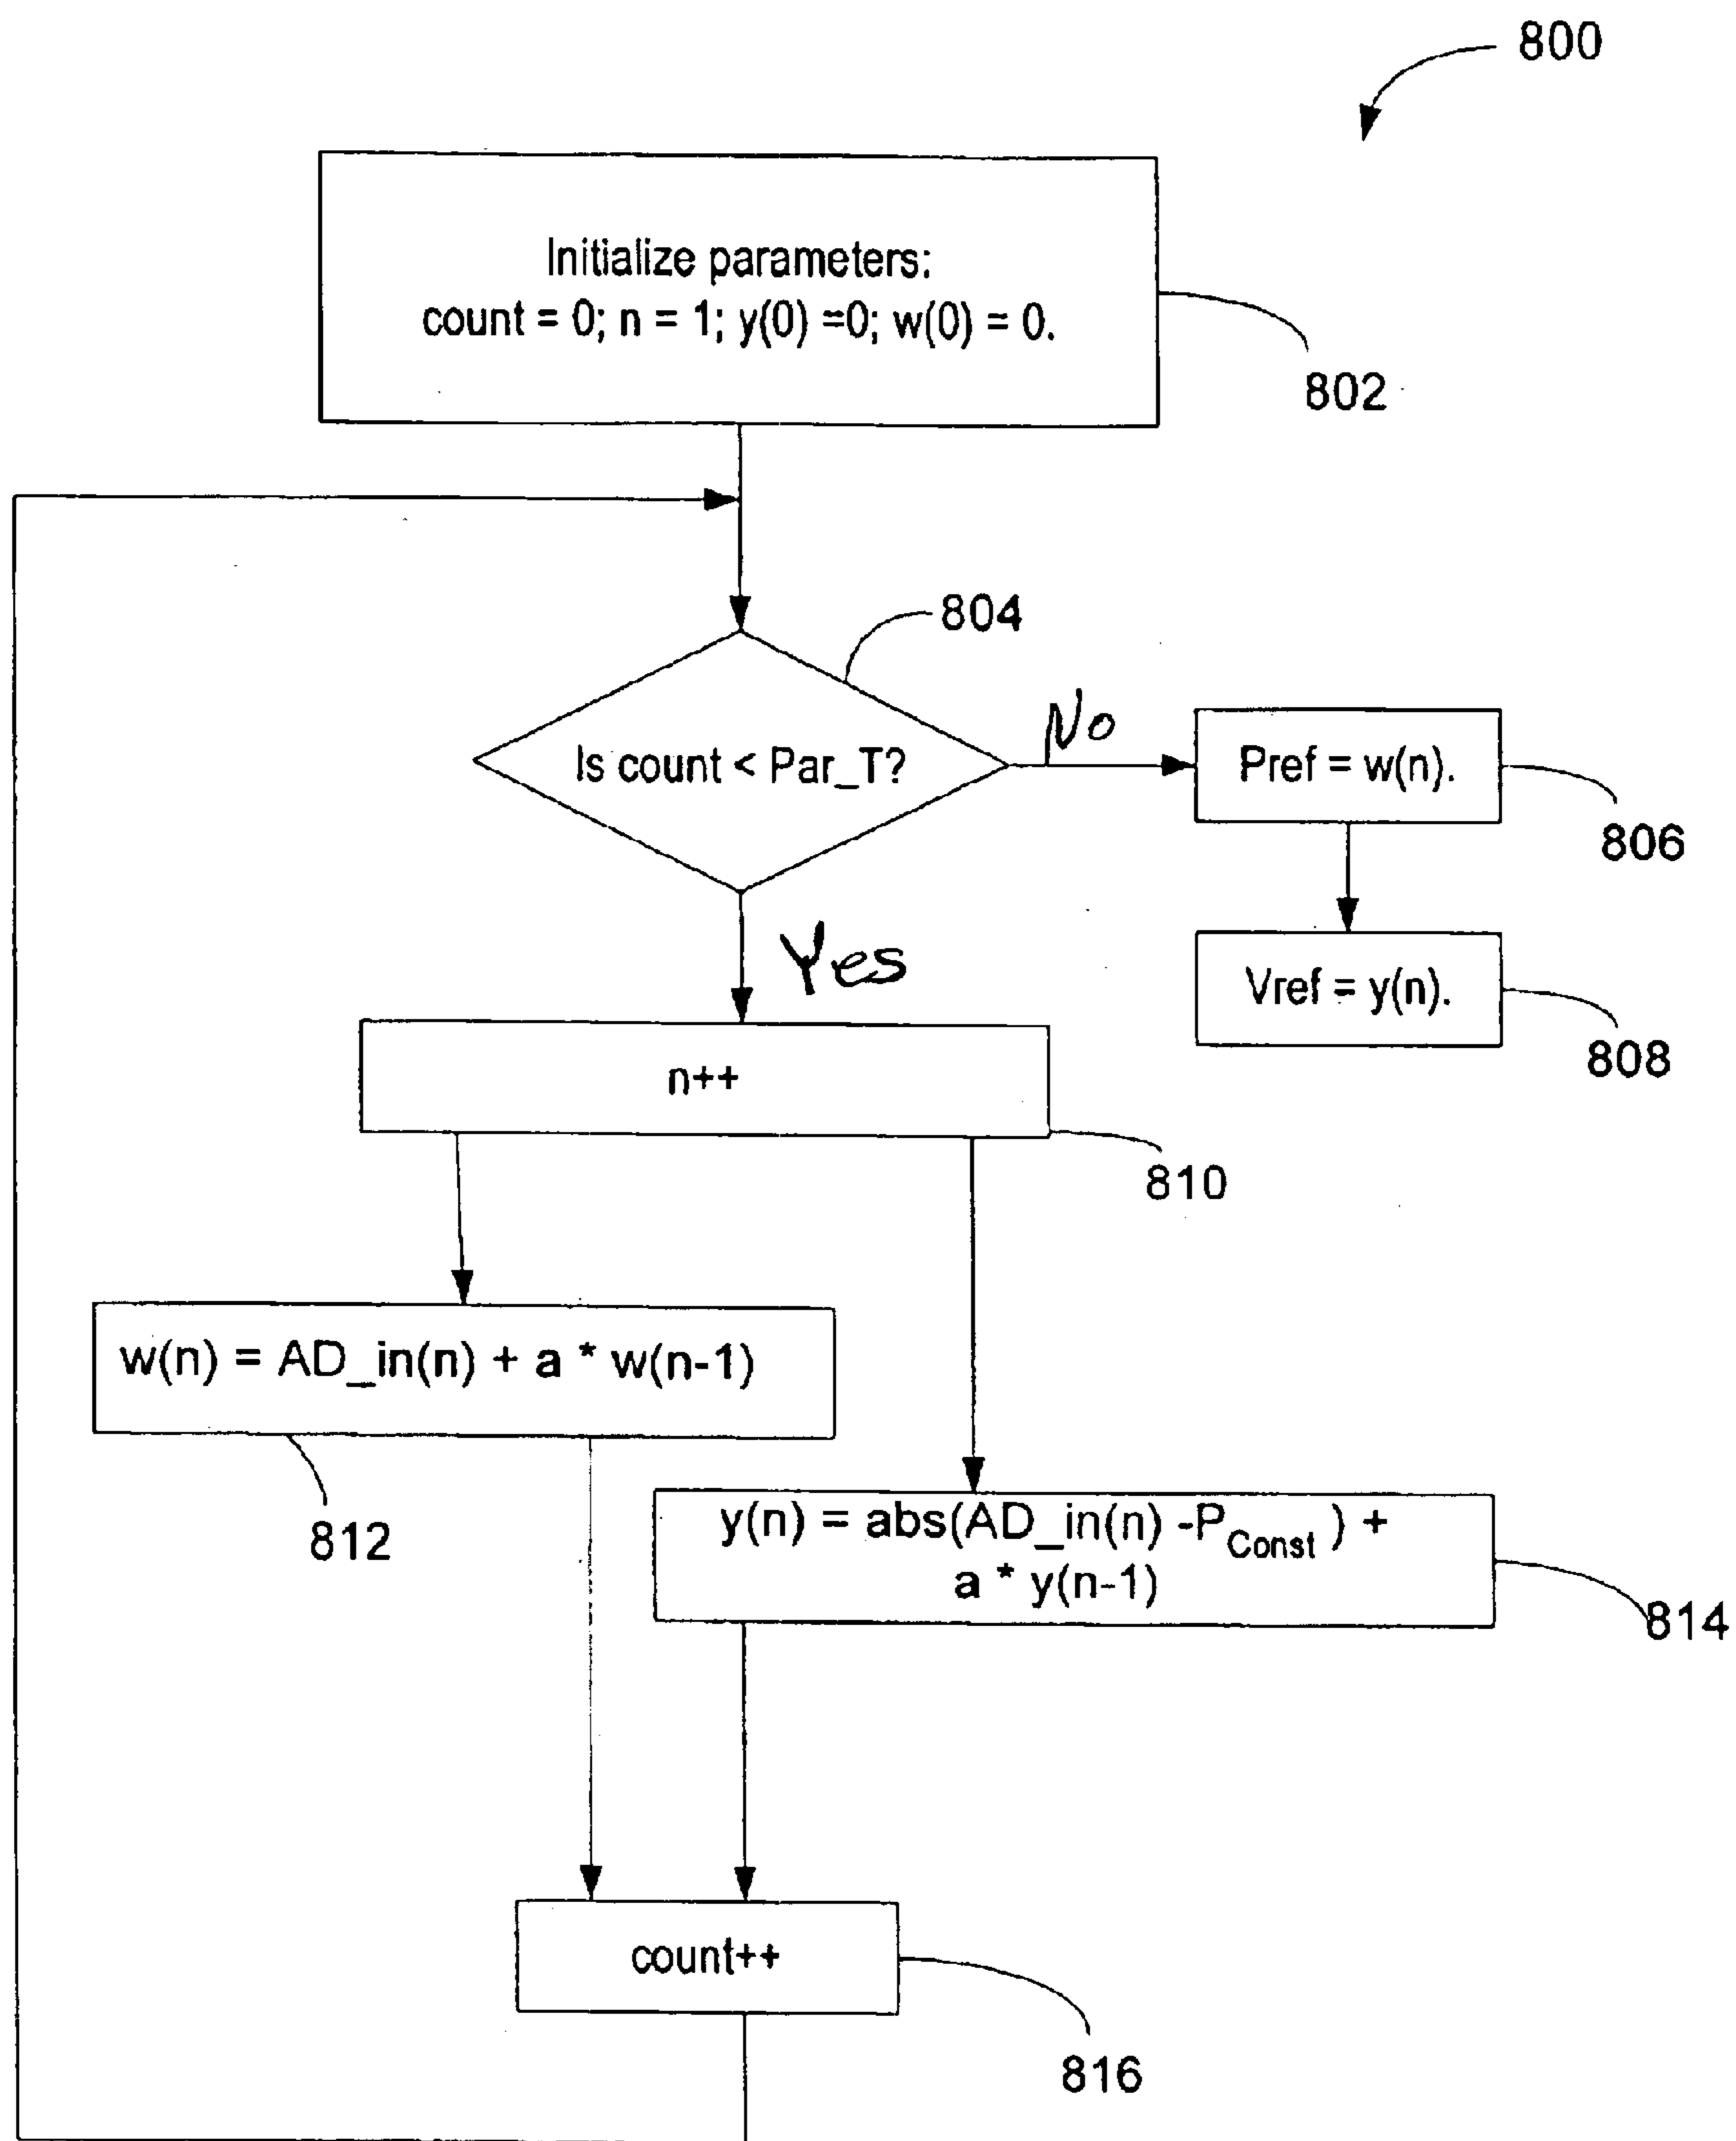 800
Initialize parameters:
count = 0; n = 1; y(0) =0; w(0) = 0.
802
804
Is count < Par_T?
No
Pref = w(n).
806
Yes
Vref = y(n).
808
n++
810
w(n) = AD_in(n) + a * w(n-1)
812
y(n) = abs(AD_in(n) -PConst ) +
a * y(n-1)
814
count++
816